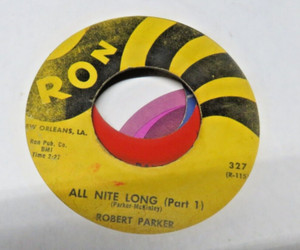 RON
NEW ORLEANS, LA.
Ron Pub. Co.
BMI
Time 2:37
327
ALL NITE LONG (Part 1)
(Parker-McKinley)
ROBERT PARKER